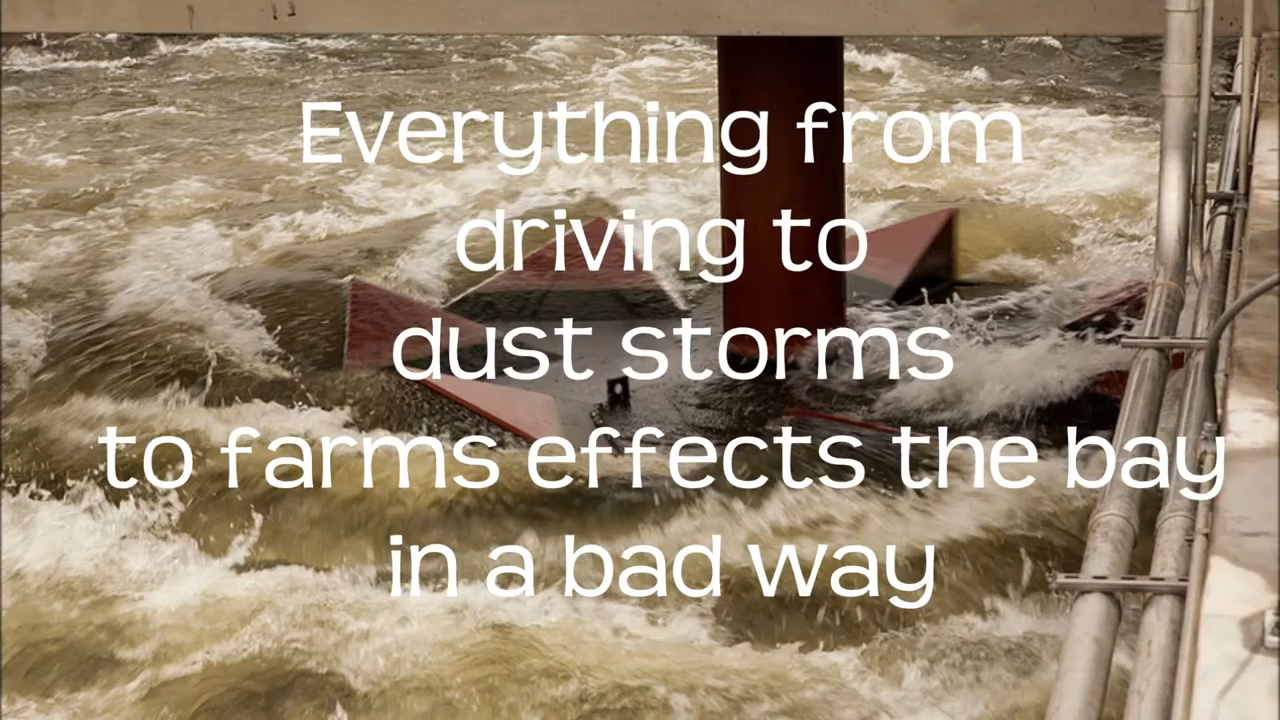 Everything from
driving to
dust storms
to farms effects the bay
in a bad way